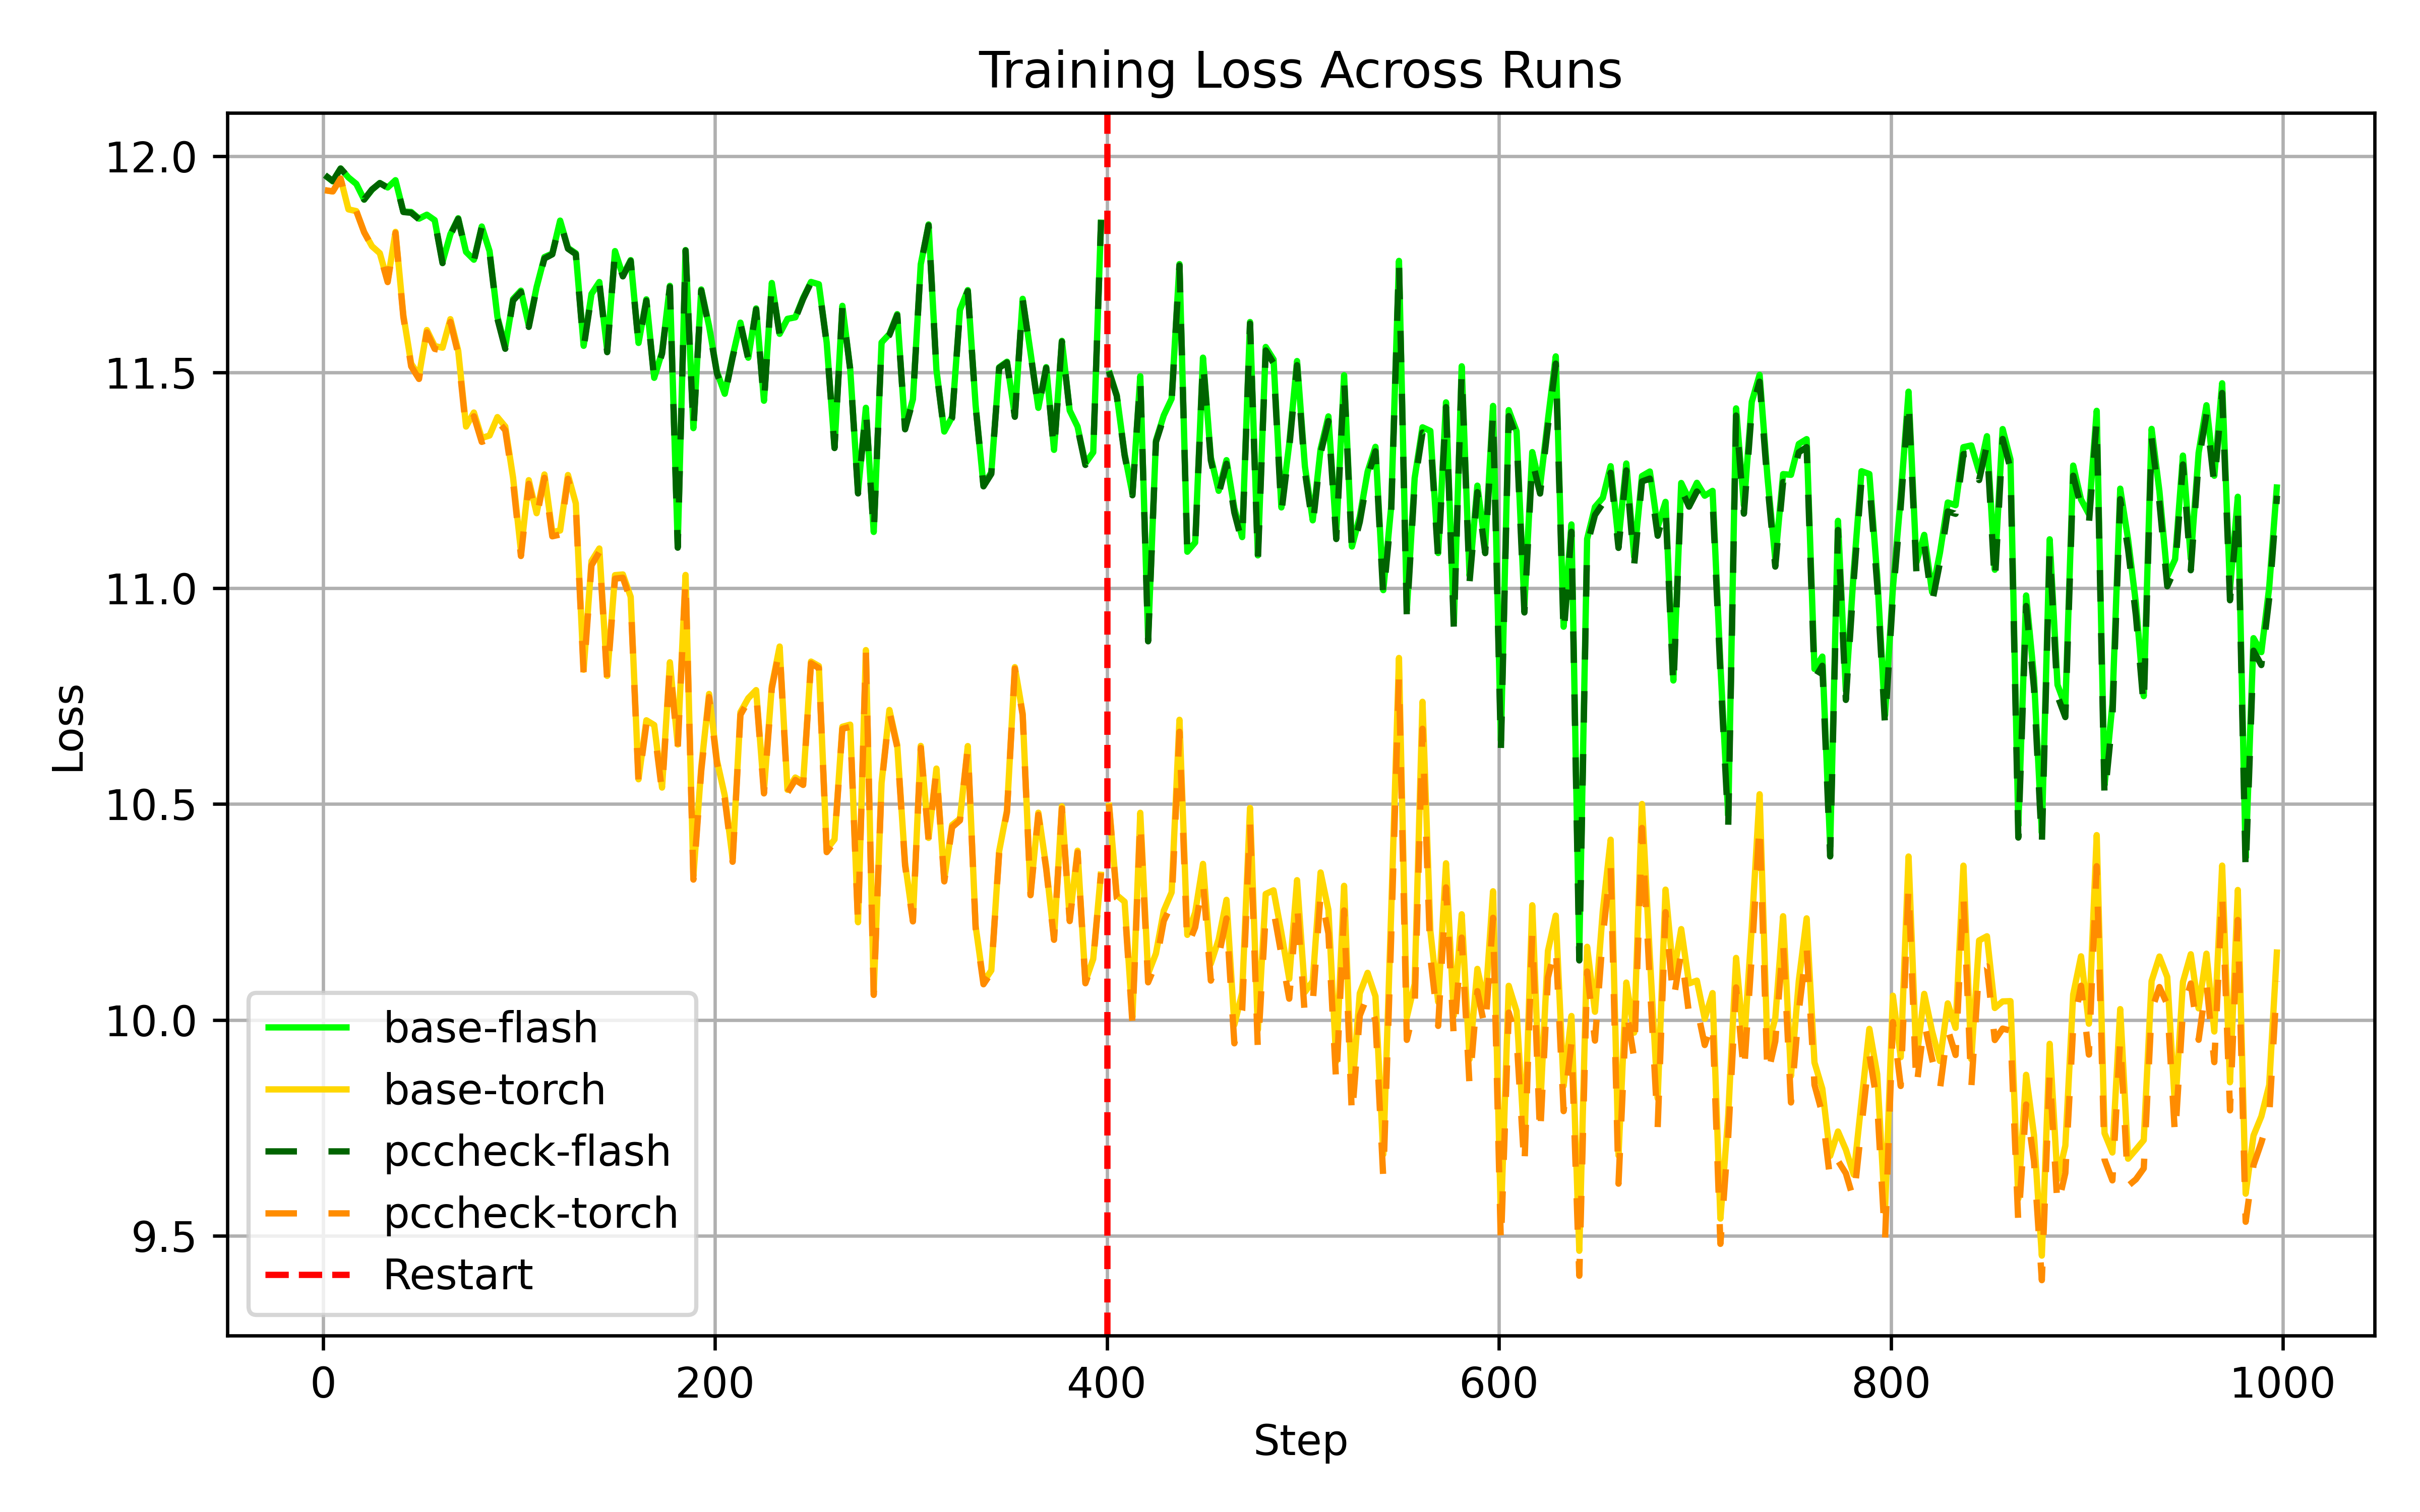 Training Loss Across Runs
Loss
12.0
11.5
11.0
10.5
10.0
9.5
base-flash
base-torch
pccheck-flash
pccheck-torch
Restart
0 200 400 600 800 1000
Step